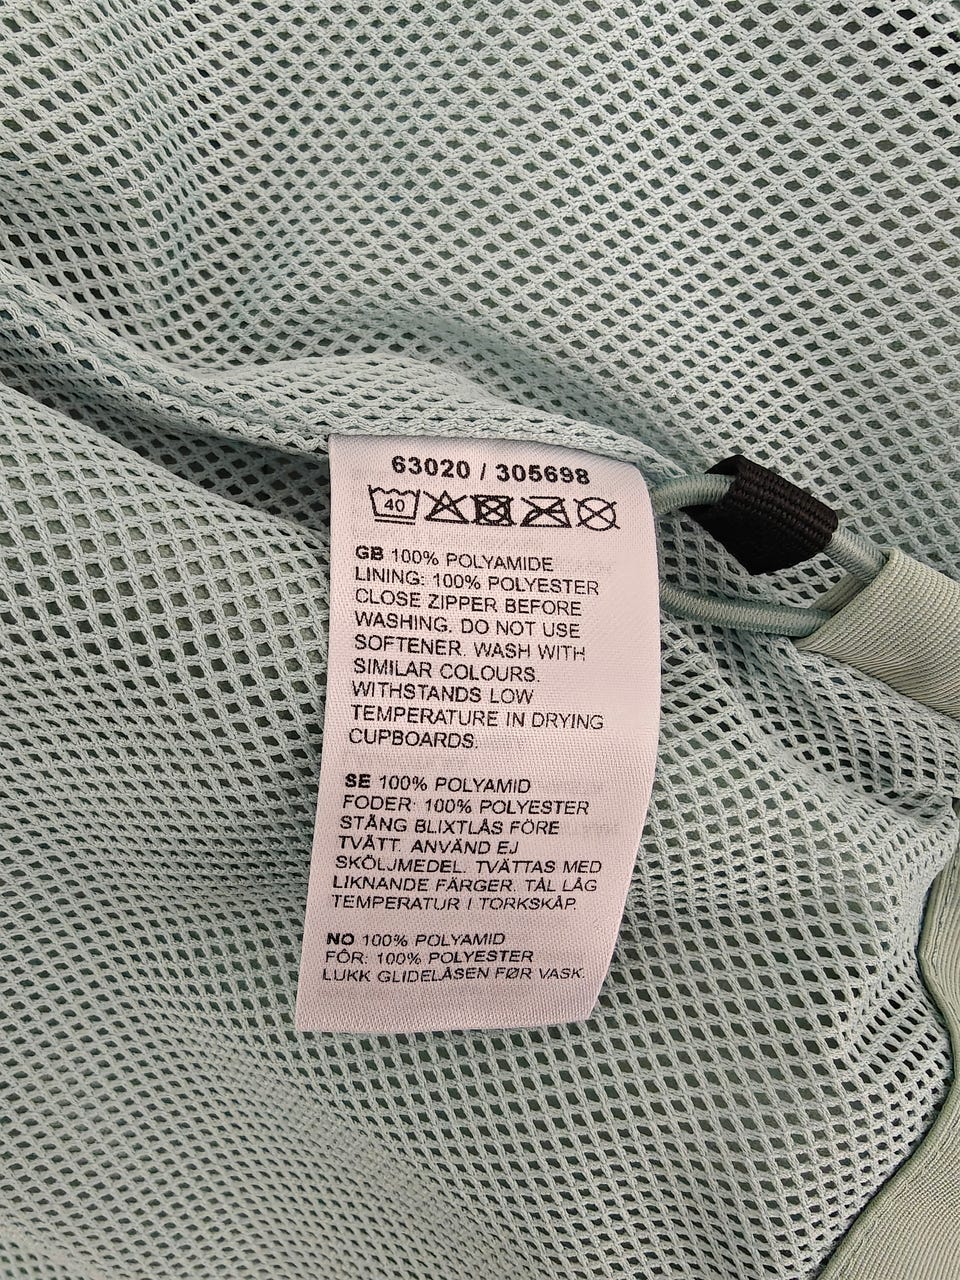 63020 / 305698
40
GB 100% POLYAMIDE
LINING: 100% POLYESTER
CLOSE ZIPPER BEFORE
WASHING. DO NOT USE
SOFTENER. WASH WITH
SIMILAR COLOURS.
WITHSTANDS LOW
TEMPERATURE IN DRYING
CUPBOARDS.
SE 100% POLYAMID
FODER: 100% POLYESTER
STÄNG BLIXTLÅS FÖRE
TVÄTT. ANVÄND EJ
SKÖLJMEDEL. TVÄTTAS MED
LIKNANDE FÄRGER. TÅL LÅG
TEMPERATUR I TORKSKÅP.
NO 100% POLYAMID
FÔR: 100% POLYESTER
LUKK GLIDELÅSEN FØR VASK.